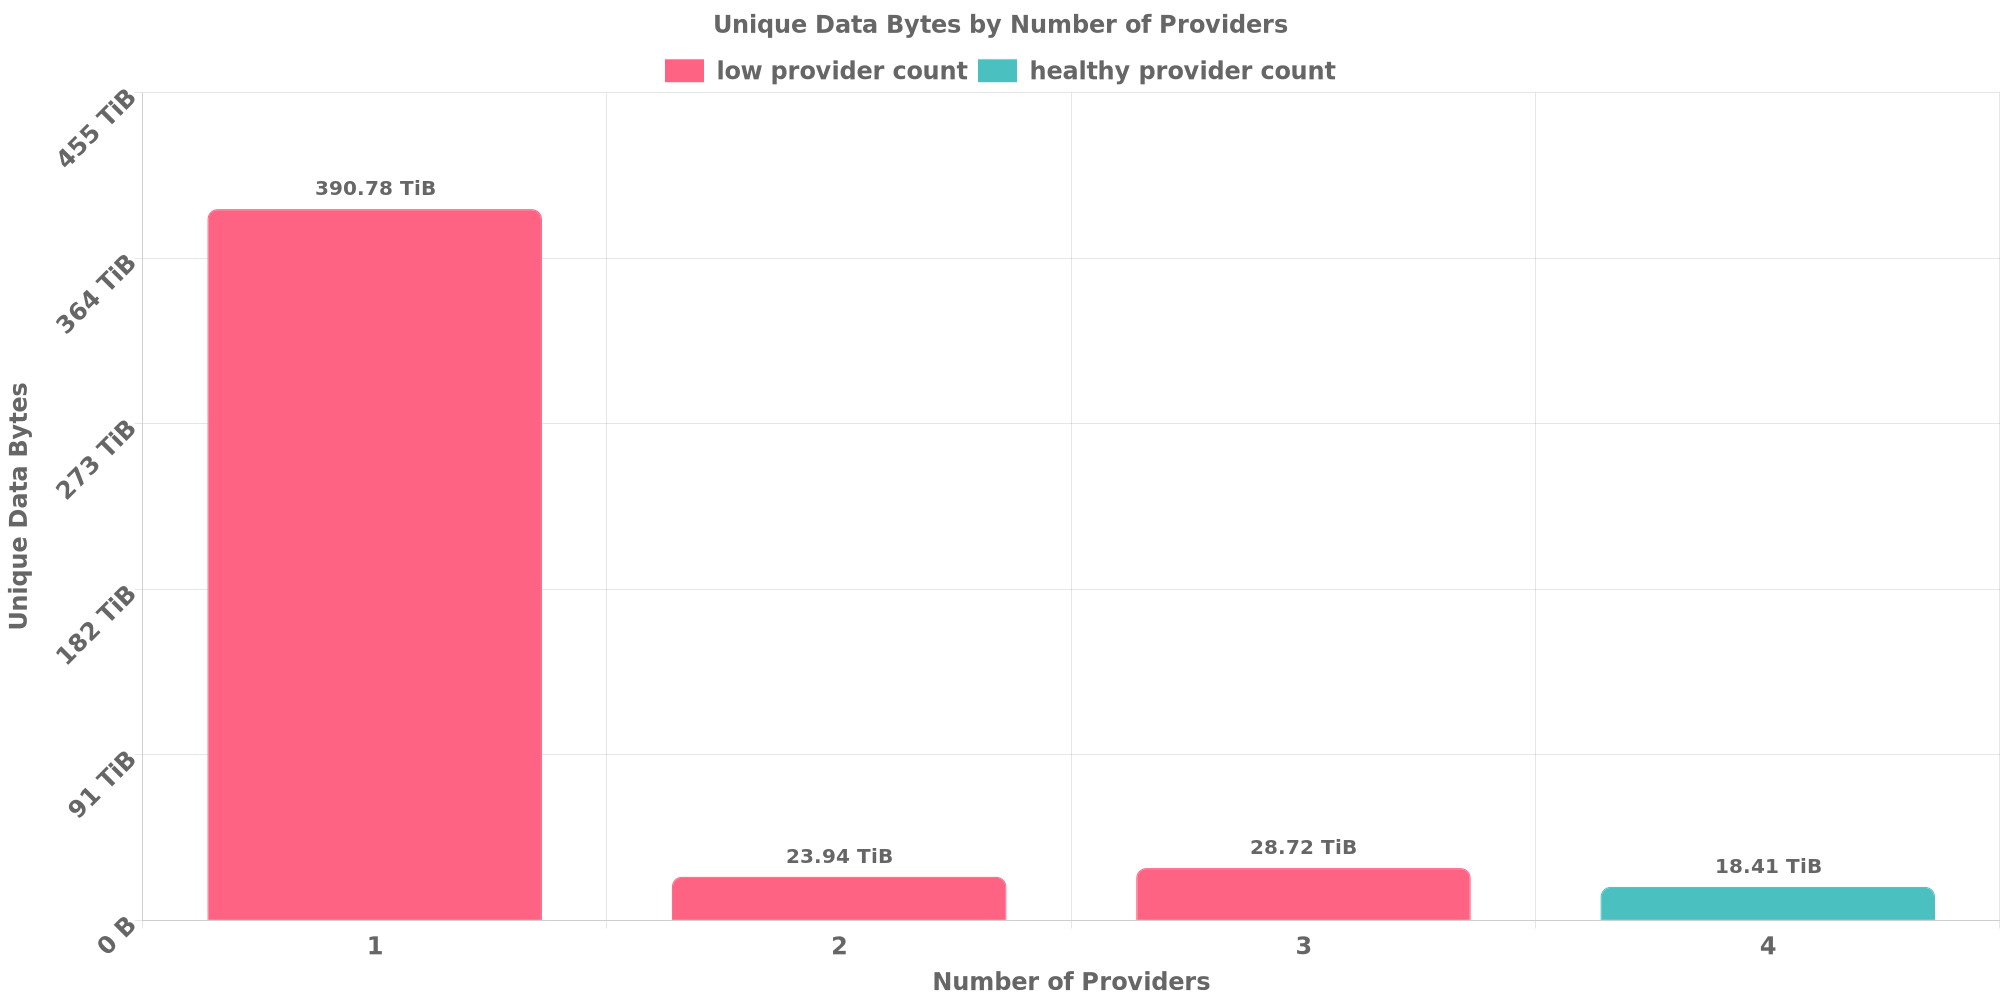 Unique Data Bytes by Number of Providers
low provider count healthy provider count
455 TiB
364 TiB
273 TiB
182 TiB
91 TiB
0 B
Unique Data Bytes
390.78 TiB
23.94 TiB
28.72 TiB
18.41 TiB
1 2 3 4
Number of Providers